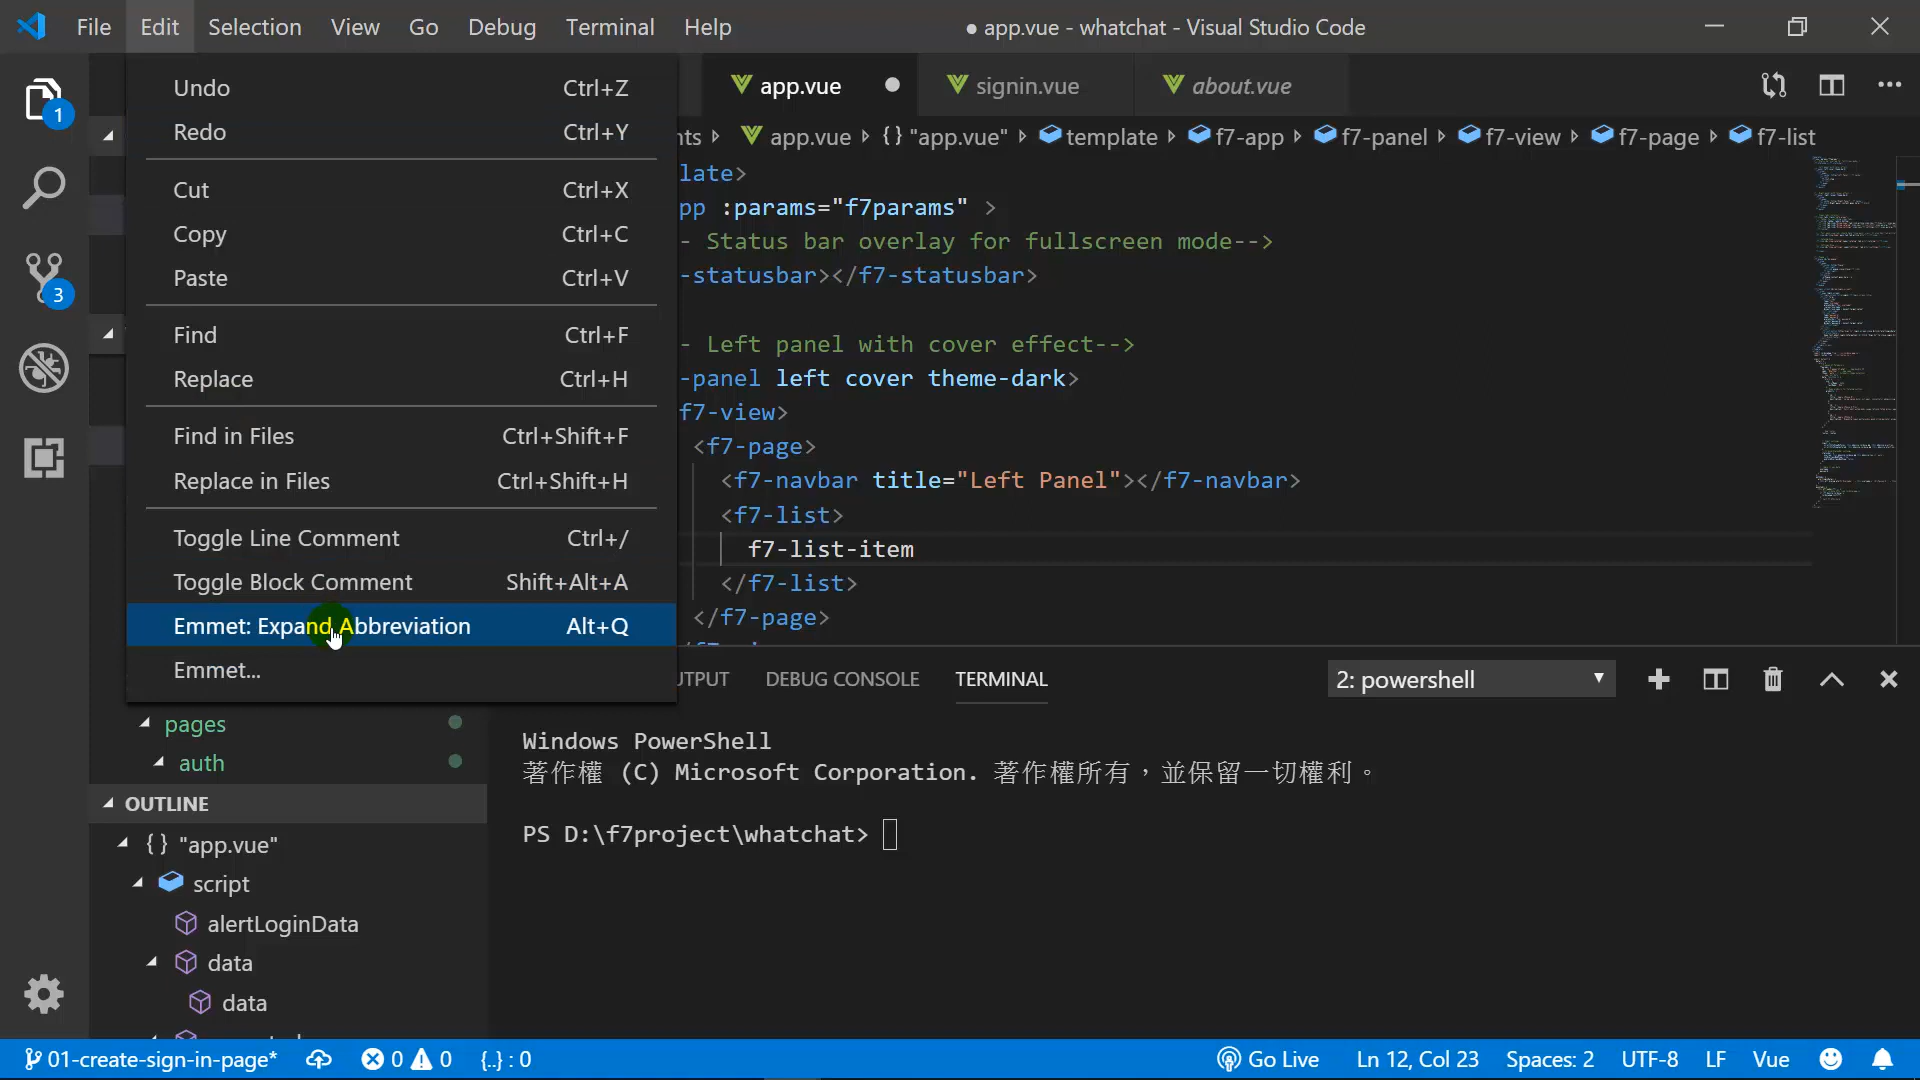 File Edit Selection View Go Debug Terminal Help ● app.vue - whatchat - Visual Studio Code
Undo Ctrl+Z
Redo Ctrl+Y
Cut Ctrl+X
Copy Ctrl+C
Paste Ctrl+V
Find Ctrl+F
Replace Ctrl+H
Find in Files Ctrl+Shift+F
Replace in Files Ctrl+Shift+H
Toggle Line Comment Ctrl+/
Toggle Block Comment Shift+Alt+A
Emmet: Expand Abbreviation Alt+Q
Emmet...
1
3
app.vue signin.vue about.vue
nts app.vue {} "app.vue" template f7-app f7-panel f7-view f7-page f7-list
late>
pp :params="f7params" >
- Status bar overlay for fullscreen mode-->
-statusbar></f7-statusbar>
- Left panel with cover effect-->
-panel left cover theme-dark>
f7-view>
<f7-page>
<f7-navbar title="Left Panel"></f7-navbar>
<f7-list>
f7-list-item
</f7-list>
</f7-page>
UTPUT DEBUG CONSOLE TERMINAL 2: powershell
Windows PowerShell
著作權 (C) Microsoft Corporation. 著作權所有，並保留一切權利。
PS D:\f7project\whatchat>
pages
auth
OUTLINE
{} "app.vue"
script
alertLoginData
data
data
01-create-sign-in-page* 0 0 {..} : 0 Go Live Ln 12, Col 23 Spaces: 2 UTF-8 LF Vue